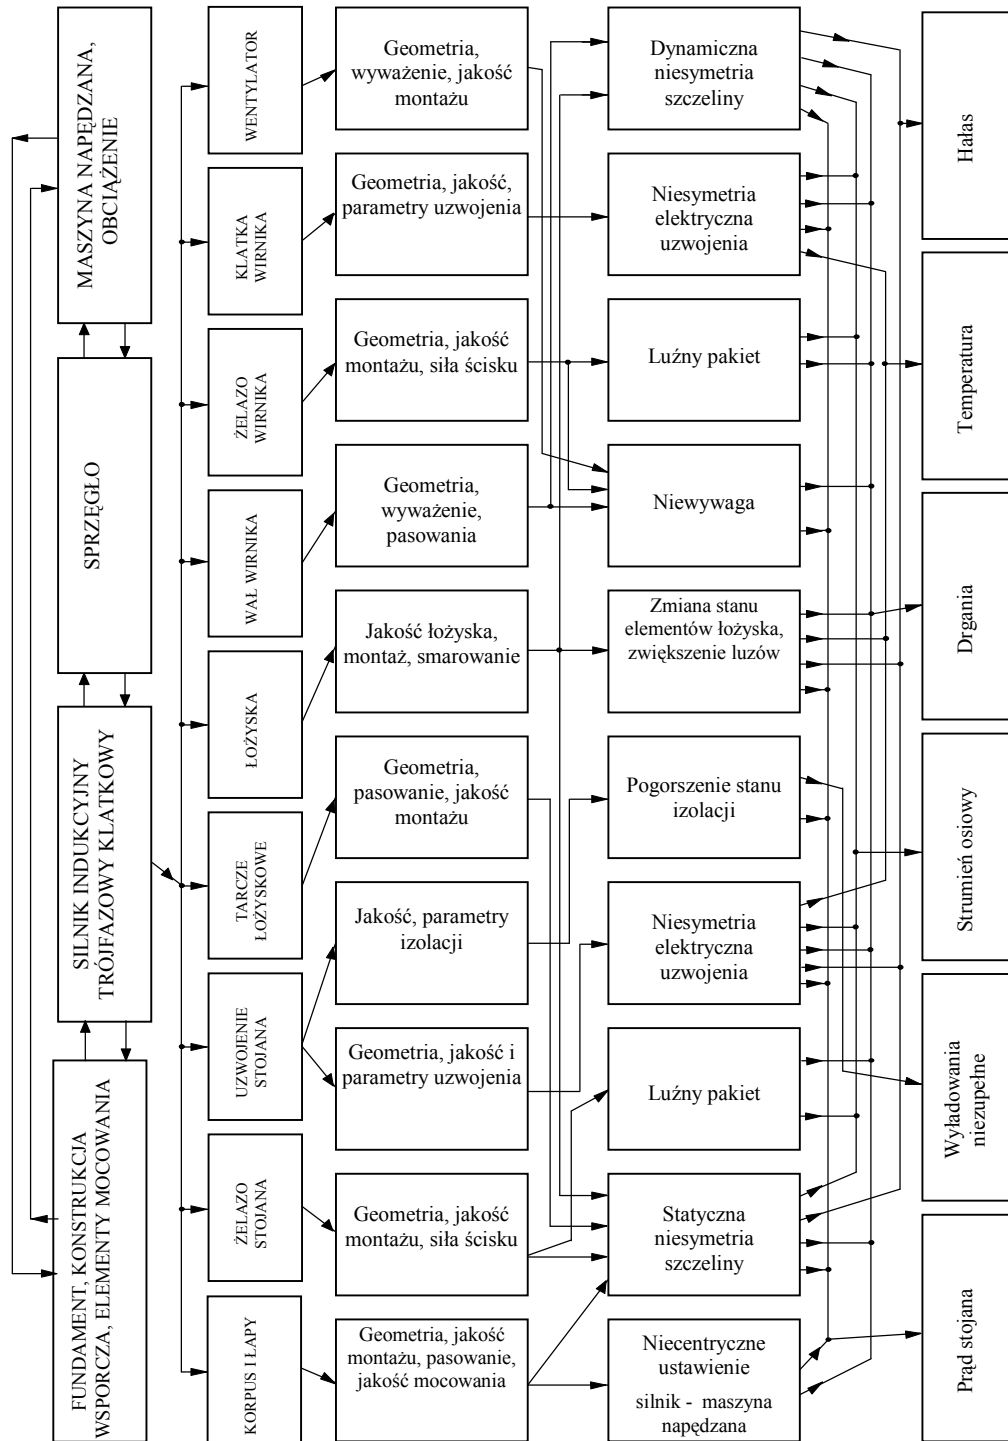 MASZYNA NAPĘDZANA,
OBCIĄŻENIE
SPRZĘGŁO
SILNIK INDUKCYJNY
TRÓJFAZOWY KLATKOWY
FUNDAMENT, KONSTRUKCJA
WSPORCZA, ELEMENTY MOCOWANIA
WENTYLATOR
KLATKA
WIRNIKA
ŻELAZO
WIRNIKA
WAŁ WIRNIKA
ŁOŻYSKA
TARCZE
ŁOŻYSKOWE
UZWOJENIE
STOJANA
ŻELAZO
STOJANA
KORPUS I ŁAPY
Geometria,
wyważenie, jakość
montażu
Geometria, jakość,
parametry uzwojenia
Geometria, jakość
montażu, siła ścisku
Geometria,
wyważenie,
pasowania
Jakość łożyska,
montaż, smarowanie
Geometria,
pasowanie, jakość
montażu
Jakość, parametry
izolacji
Geometria, jakość i
parametry uzwojenia
Geometria, jakość
montażu, siła ścisku
Geometria, jakość
montażu, pasowanie,
jakość mocowania
Dynamiczna
niesymetria
szczeliny
Niesymetria
elektryczna
uzwojenia
Luźny pakiet
Niewywaga
Zmiana stanu
elementów łożyska,
zwiększenie luzów
Pogorszenie stanu
izolacji
Niesymetria
elektryczna
uzwojenia
Luźny pakiet
Statyczna
niesymetria
szczeliny
Niecentryczne
ustawienie
silnik - maszyna
napędzana
Hałas
Temperatura
Drgania
Strumień osiowy
Wyładowania
niezupełne
Prąd stojana